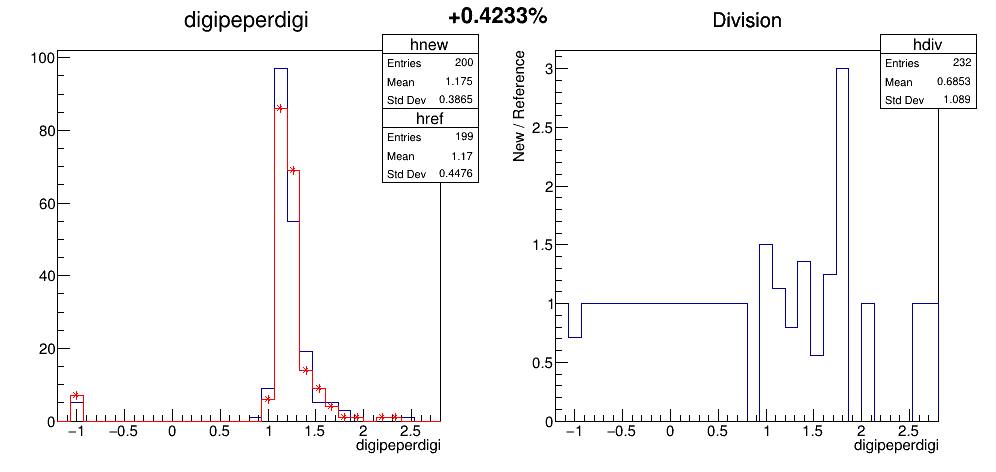 +0.4233%
digipeperdigi
hnew
Entries 200
Mean 1.175
Std Dev 0.3865
href
Entries 199
Mean 1.17
Std Dev 0.4476
100
80
60
40
20
0
−1 −0.5 0 0.5 1 1.5 2 2.5
digipeperdigi
Division
hdiv
Entries 232
Mean 0.6853
Std Dev 1.089
New / Reference
3
2.5
2
1.5
1
0.5
0
−1 −0.5 0 0.5 1 1.5 2 2.5
digipeperdigi